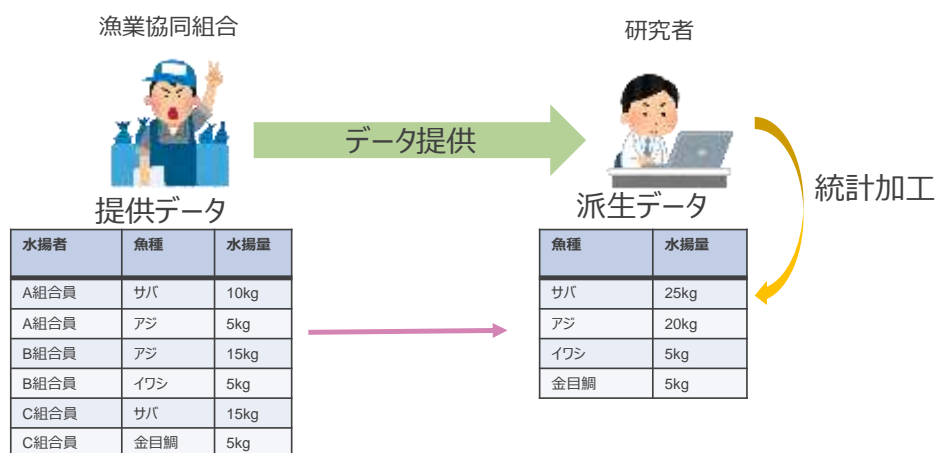 漁業協同組合
研究者
データ提供
統計加工
提供データ
水揚者 魚種 水揚量
A組合員 サバ 10kg
A組合員 アジ 5kg
B組合員 アジ 15kg
B組合員 イワシ 5kg
C組合員 サバ 15kg
C組合員 金目鯛 5kg
派生データ
魚種 水揚量
サバ 25kg
アジ 20kg
イワシ 5kg
金目鯛 5kg